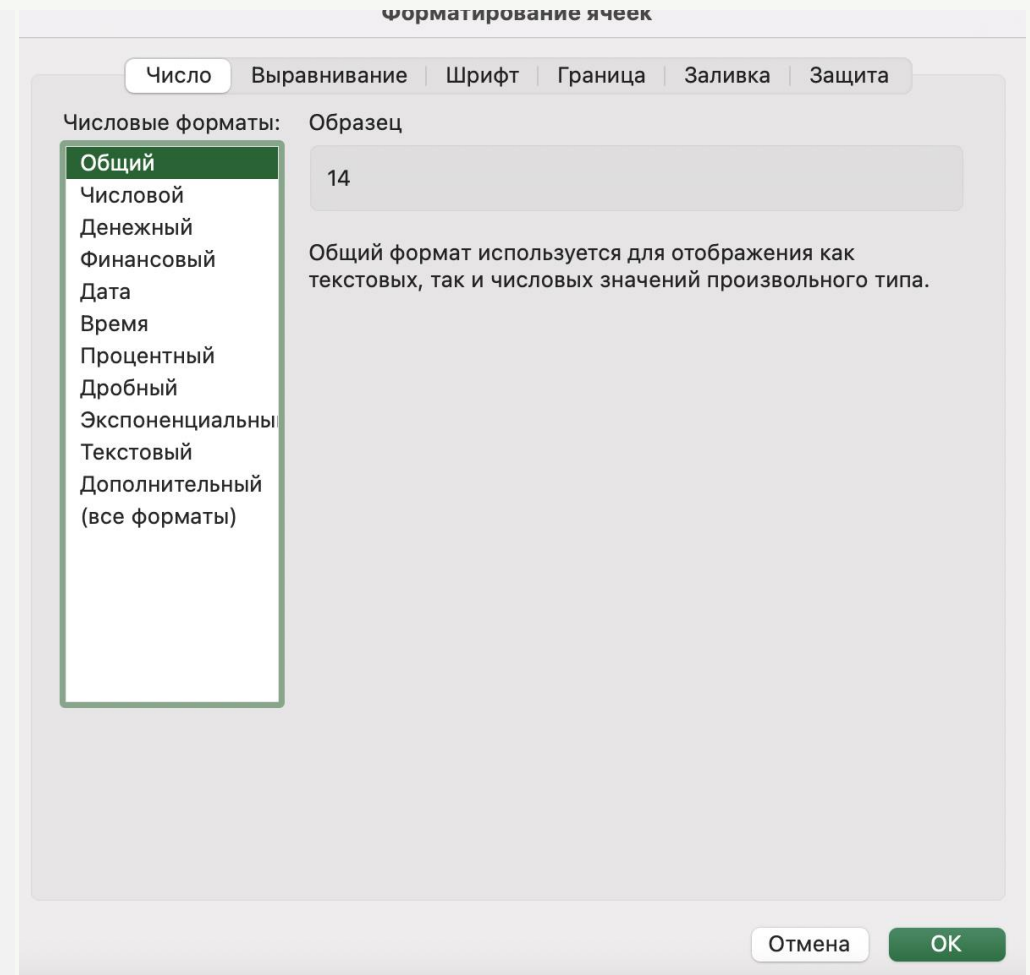 Форматирование ячеек
Число Выравнивание Шрифт Граница Заливка Защита
Числовые форматы: Образец
Общий
14
Числовой
Денежный
Финансовый
Дата
Время
Процентный
Дробный
Экспоненциальны
Текстовый
Дополнительный
(все форматы)
Общий формат используется для отображения как
текстовых, так и числовых значений произвольного типа.
Отмена OK